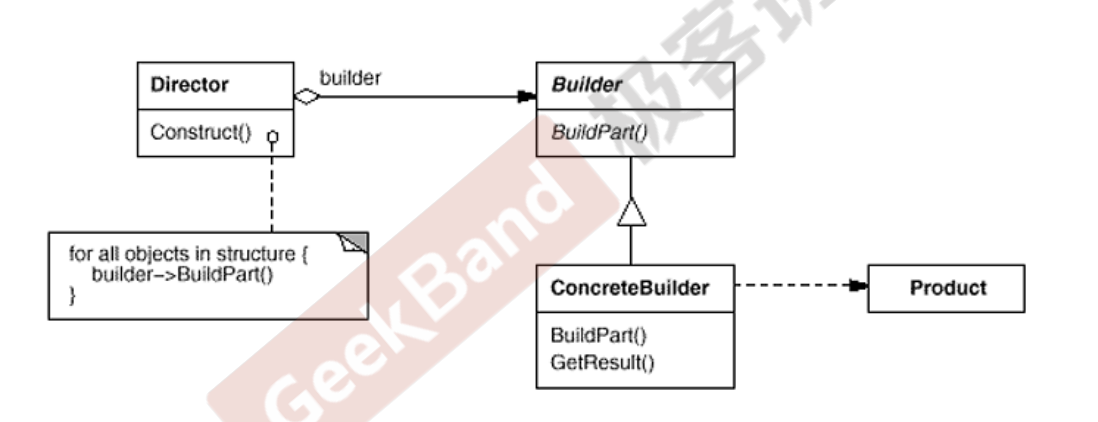 Director
Construct()
builder
Builder
BuildPart()
for all objects in structure {
builder->BuildPart()
}
ConcreteBuilder
BuildPart()
GetResult()
Product
GeekBand
极客班